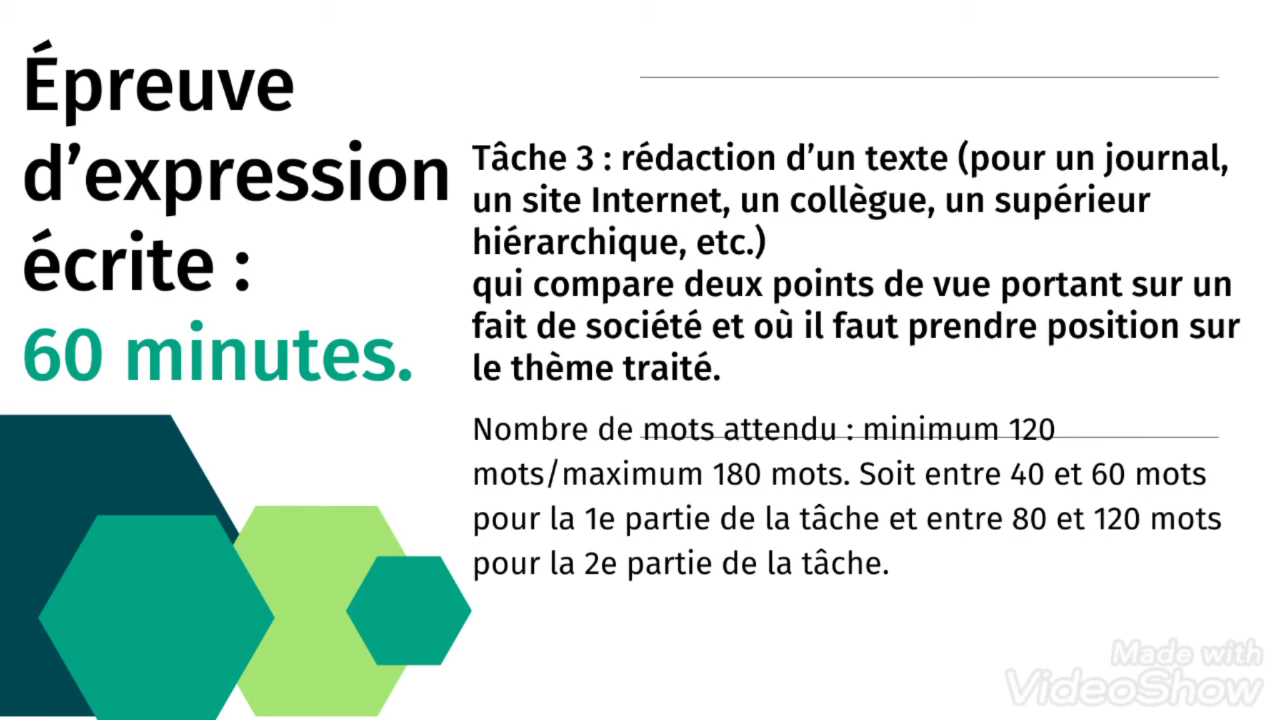 Épreuve
d’expression
écrite :
60 minutes.
Tâche 3 : rédaction d’un texte (pour un journal,
un site Internet, un collègue, un supérieur
hiérarchique, etc.)
qui compare deux points de vue portant sur un
fait de société et où il faut prendre position sur
le thème traité.
Nombre de mots attendu : minimum 120
mots/maximum 180 mots. Soit entre 40 et 60 mots
pour la 1e partie de la tâche et entre 80 et 120 mots
pour la 2e partie de la tâche.
Made with
VideoShow